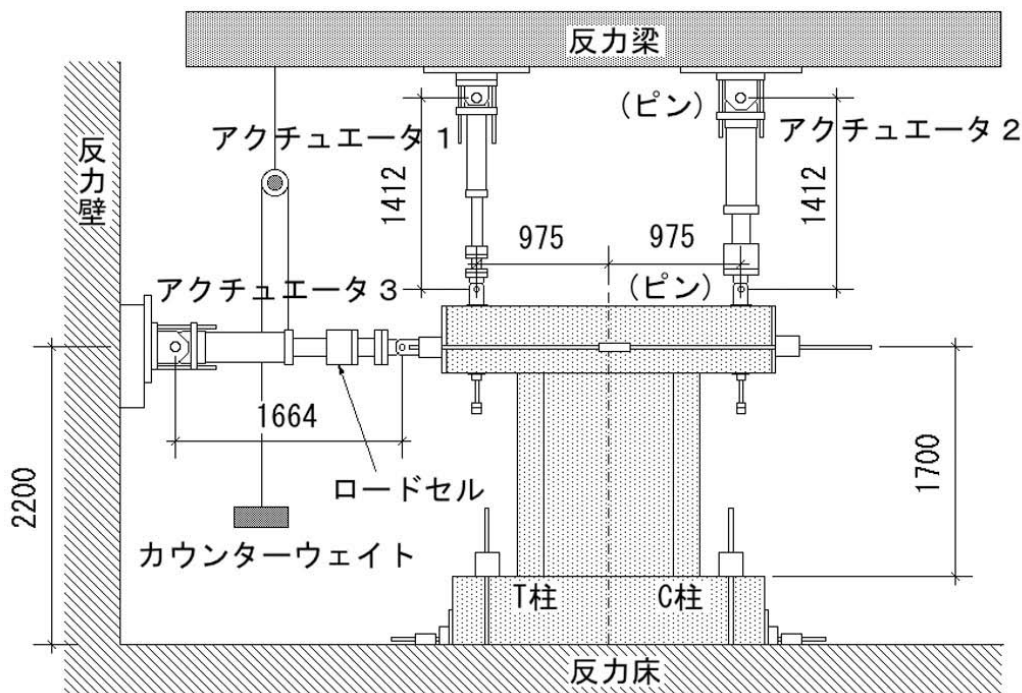 反力梁
(ピン)
アクチュエータ1
アクチュエータ2
反力壁
1412
1412
975
975
アクチュエータ3
(ピン)
1664
ロードセル
2200
1700
カウンターウェイト
T柱
C柱
反力床